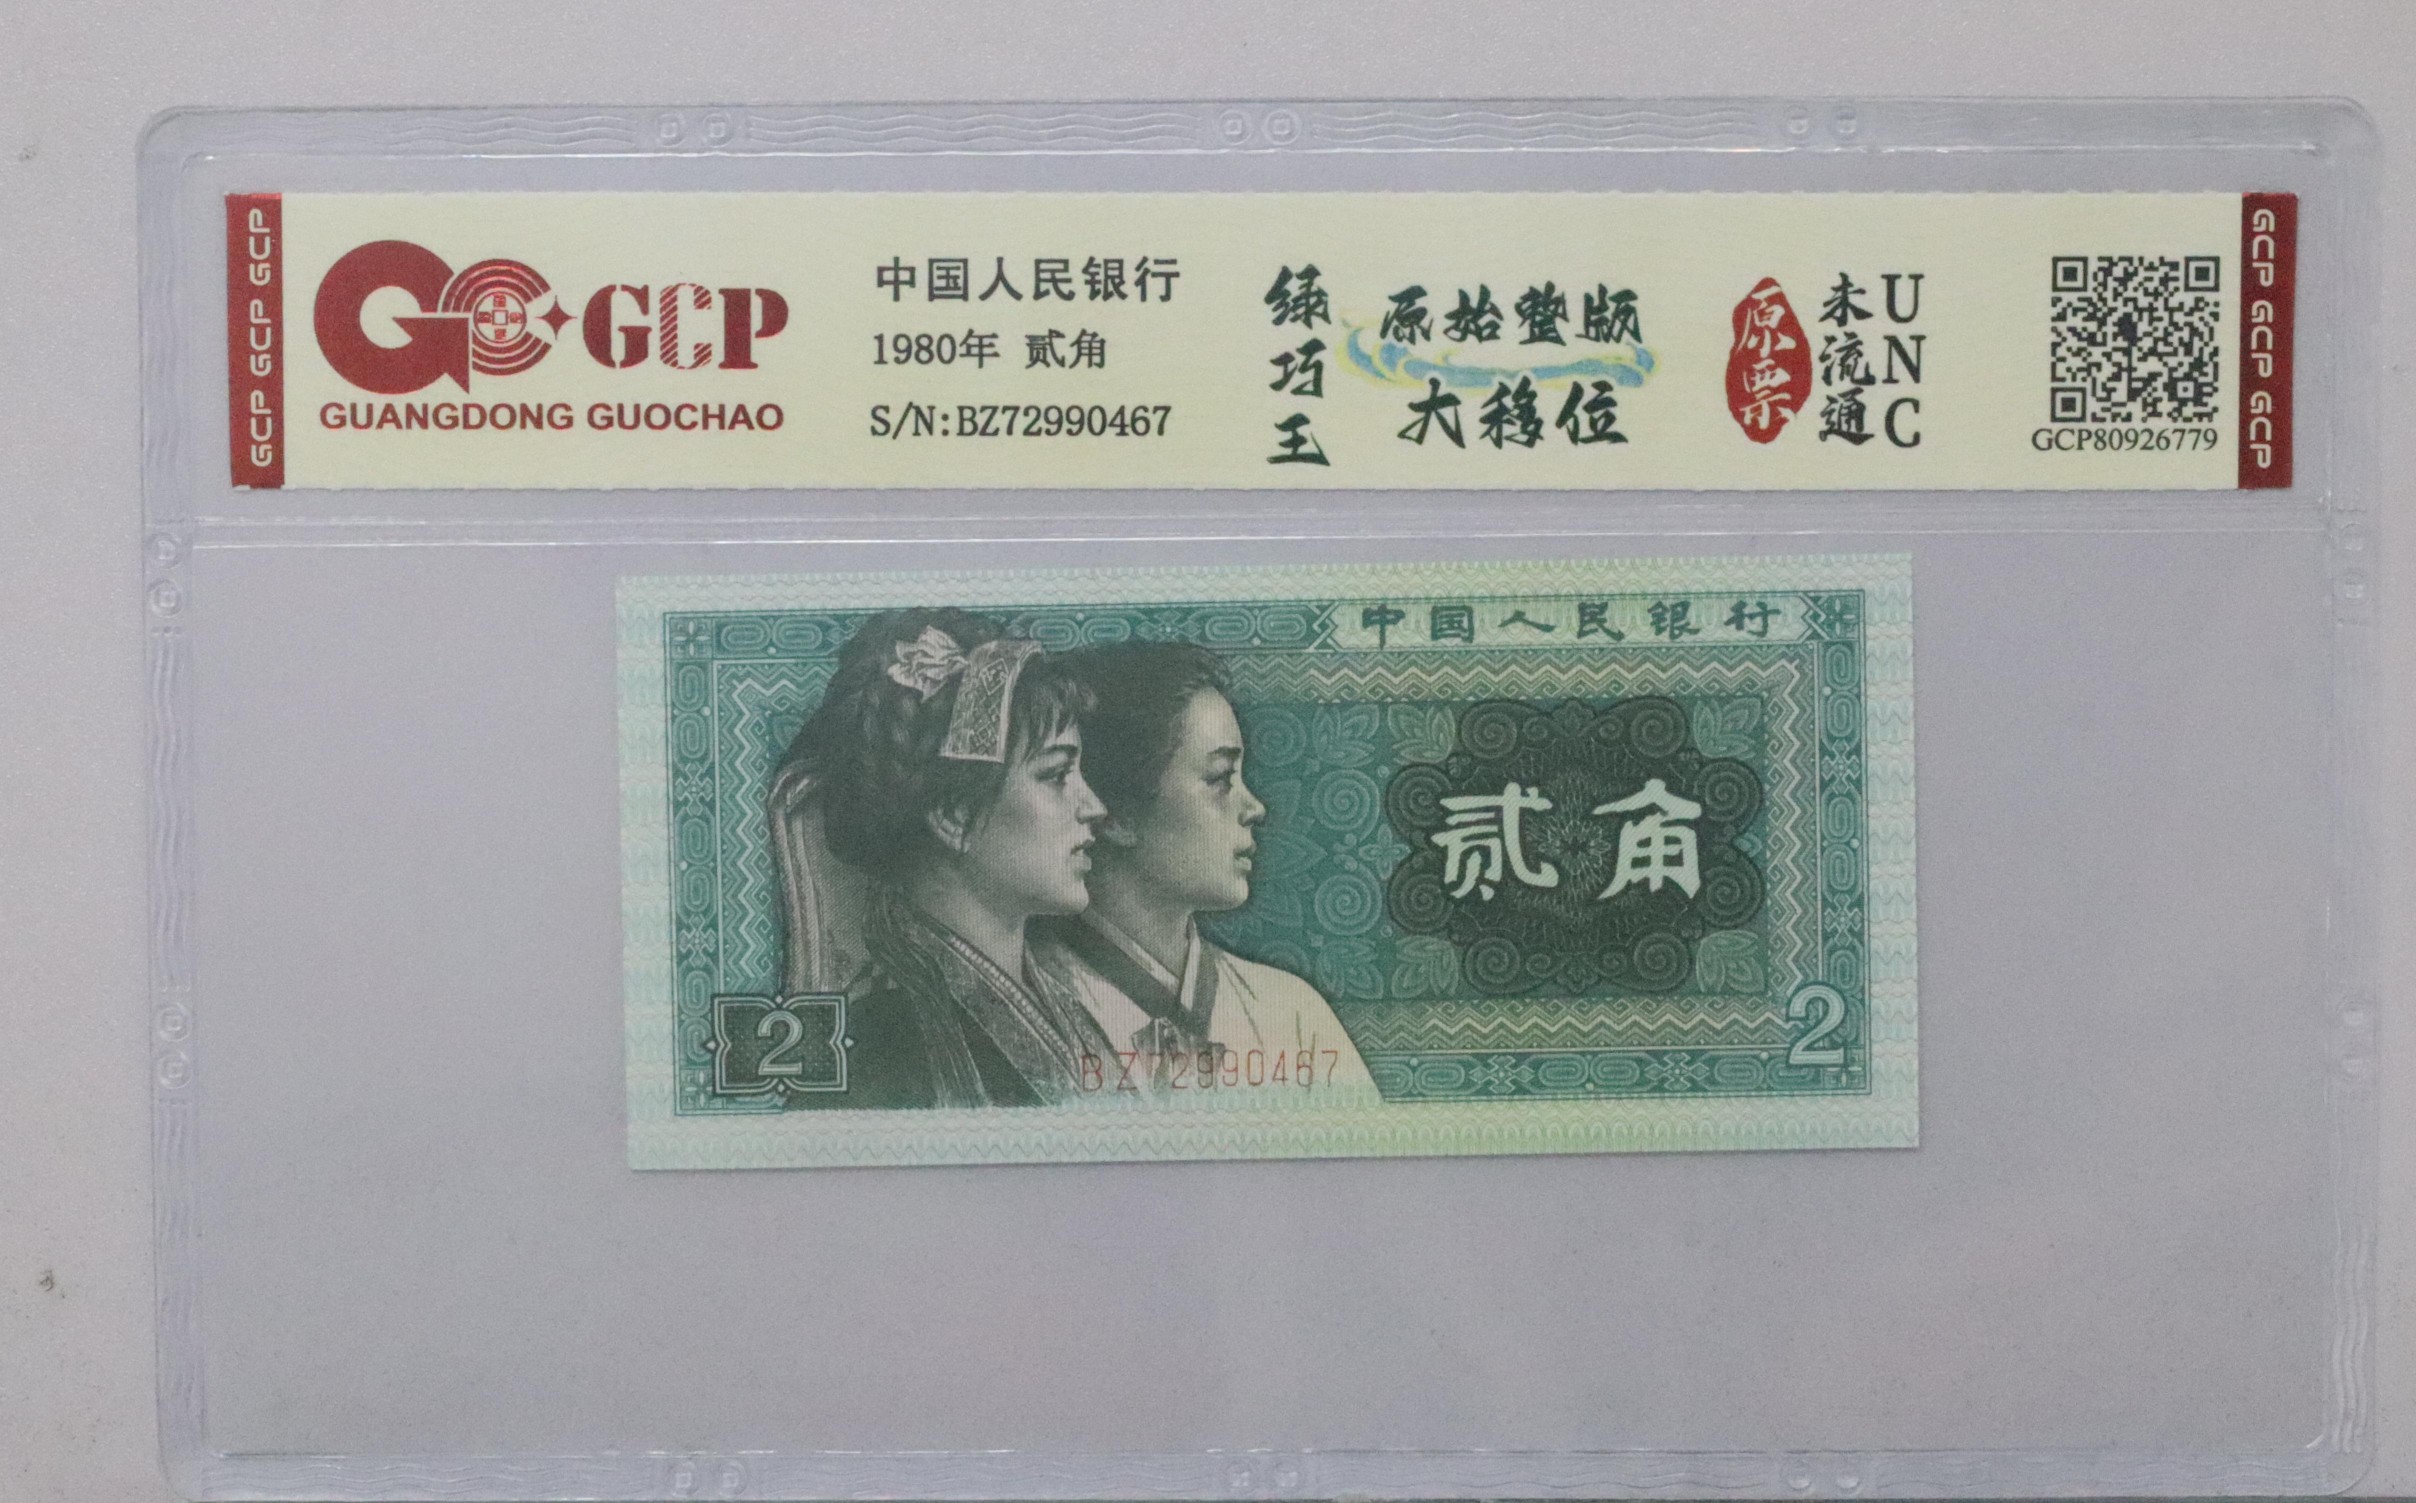 GCP GCP GCP
GCP
GUANGDONG GUOCHAO
中国人民银行
1980年 贰角
S/N:BZ72990467
绿巧王
原始整版
大移位
原票
未流通
UNC
GCP80926779
GCP GCP GCP
中国人民银行
贰角
2
2
BZ72990467